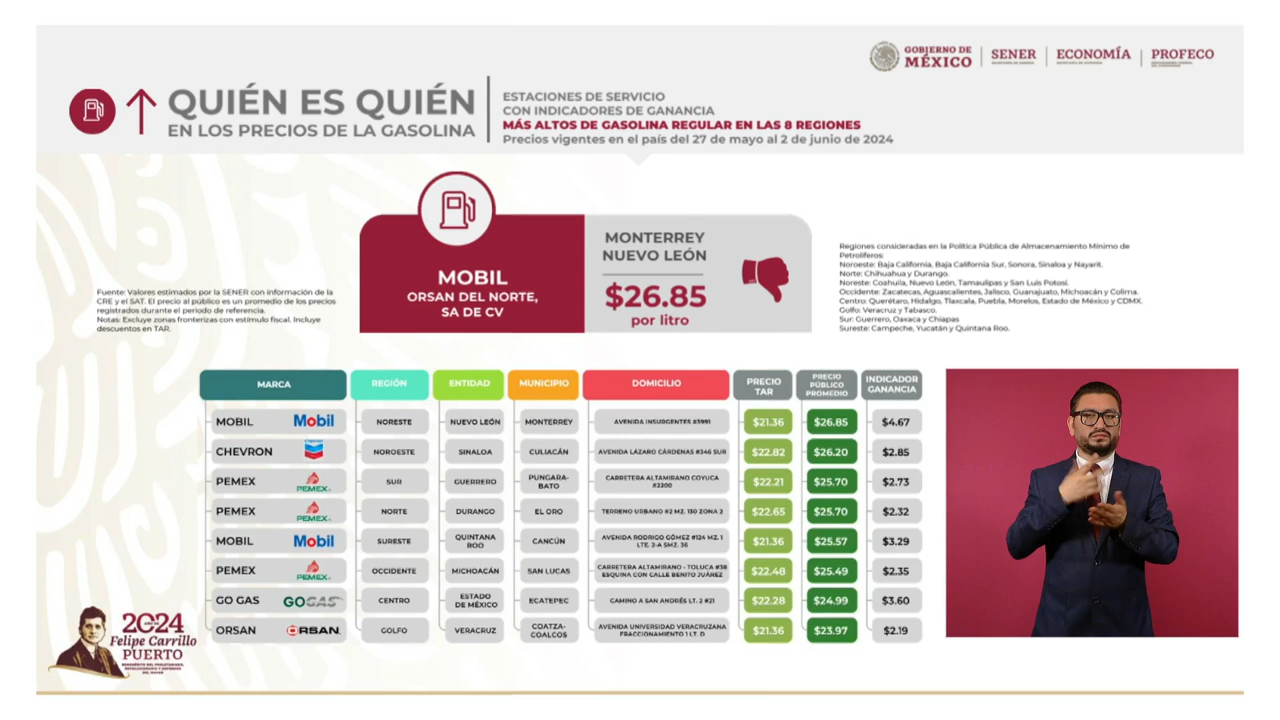 GOBIERNO DE
MÉXICO
SENER
ECONOMÍA
PROFECO
QUIÉN ES QUIÉN
EN LOS PRECIOS DE LA GASOLINA
ESTACIONES DE SERVICIO
CON INDICADORES DE GANANCIA
MÁS ALTOS DE GASOLINA REGULAR EN LAS 8 REGIONES
Precios vigentes en el país del 27 de mayo al 2 de junio de 2024
MOBIL
ORSAN DEL NORTE,
SA DE CV
MONTERREY
NUEVO LEÓN
$26.85
por litro
Fuente: Valores estimados por la SENER con información de la
CRE y el SAT. El precio al público es un promedio de los precios
registrados durante el periodo de referencia.
Notas: Excluye zonas fronterizas con estímulo fiscal. Incluye
descuentos en TAR.
Regiones consideradas en la Política Pública de Almacenamiento Mínimo de
Petrolíferos:
Noroeste: Baja California, Baja California Sur, Sonora, Sinaloa y Nayarit.
Norte: Chihuahua y Durango.
Noreste: Coahuila, Nuevo León, Tamaulipas y San Luis Potosí.
Occidente: Zacatecas, Aguascalientes, Jalisco, Guanajuato, Michoacán y Colima.
Centro: Querétaro, Hidalgo, Tlaxcala, Puebla, Morelos, Estado de México y CDMX.
Golfo: Veracruz y Tabasco.
Sur: Guerrero, Oaxaca y Chiapas
Sureste: Campeche, Yucatán y Quintana Roo.
MARCA REGIÓN ENTIDAD MUNICIPIO DOMICILIO PRECIO TAR PRECIO PÚBLICO PROMEDIO INDICADOR GANANCIA
MOBIL Mobil NORESTE NUEVO LEÓN MONTERREY AVENIDA INSURGENTES #3991 $21.36 $26.85 $4.67
CHEVRON NOROESTE SINALOA CULIACÁN AVENIDA LÁZARO CÁRDENAS #346 SUR $22.82 $26.20 $2.85
PEMEX PEMEX SUR GUERRERO PUNGARA-BATO CARRETERA ALTAMIRANO COYUCA #3200 $22.21 $25.70 $2.73
PEMEX PEMEX NORTE DURANGO EL ORO TERRENO URBANO #2 MZ. 130 ZONA 2 $22.65 $25.70 $2.32
MOBIL Mobil SURESTE QUINTANA ROO CANCÚN AVENIDA RODRIGO GÓMEZ #124 MZ. 1 LTE. 2-A SMZ. 36 $21.36 $25.57 $3.29
PEMEX PEMEX OCCIDENTE MICHOACÁN SAN LUCAS CARRETERA ALTAMIRANO - TOLUCA #38 ESQUINA CON CALLE BENITO JUÁREZ $22.48 $25.49 $2.35
GO GAS GOGAS CENTRO ESTADO DE MÉXICO ECATEPEC CAMINO A SAN ANDRÉS LT. 2 #21 $22.28 $24.99 $3.60
ORSAN ORSAN GOLFO VERACRUZ COATZA-COALCOS AVENIDA UNIVERSIDAD VERACRUZANA FRACCIONAMIENTO 1 LT. D $21.36 $23.97 $2.19
2024
Felipe Carrillo
PUERTO